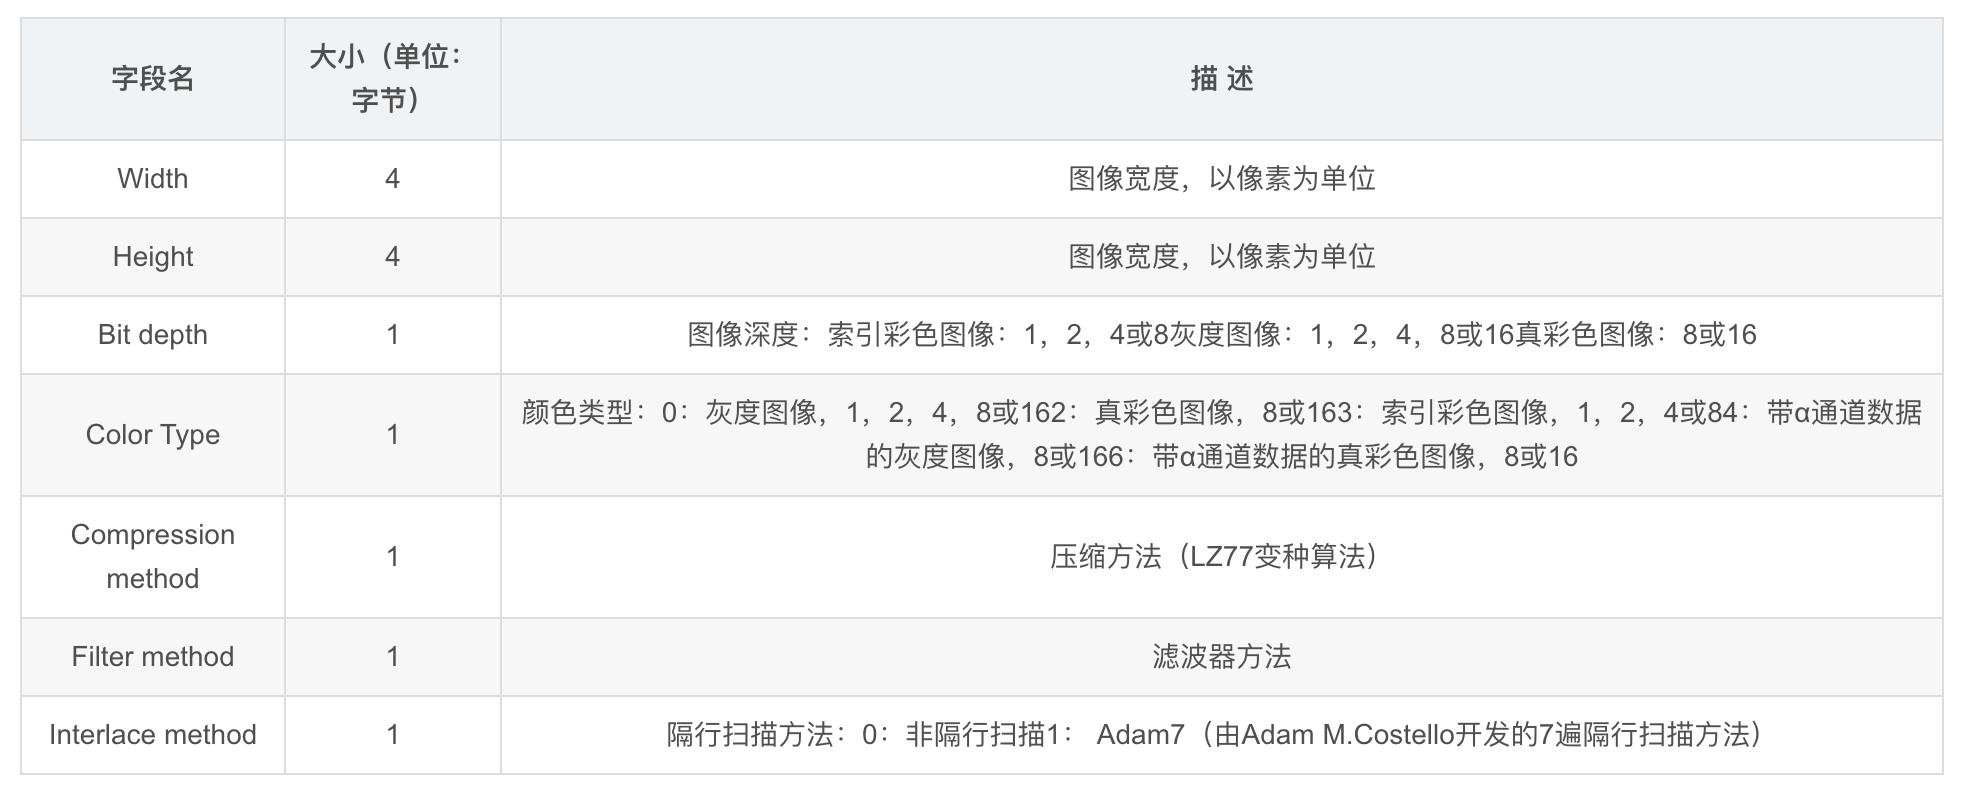 字段名
大小（单位：
字节）
描 述
Width
4
图像宽度，以像素为单位
Height
4
图像宽度，以像素为单位
Bit depth
1
图像深度：索引彩色图像：1，2，4或8灰度图像：1，2，4，8或16真彩色图像：8或16
Color Type
1
颜色类型：0：灰度图像，1，2，4，8或162：真彩色图像，8或163：索引彩色图像，1，2，4或84：带α通道数据
的灰度图像，8或166：带α通道数据的真彩色图像，8或16
Compression
method
1
压缩方法（LZ77变种算法）
Filter method
1
滤波器方法
Interlace method
1
隔行扫描方法：0：非隔行扫描1： Adam7（由Adam M.Costello开发的7遍隔行扫描方法）